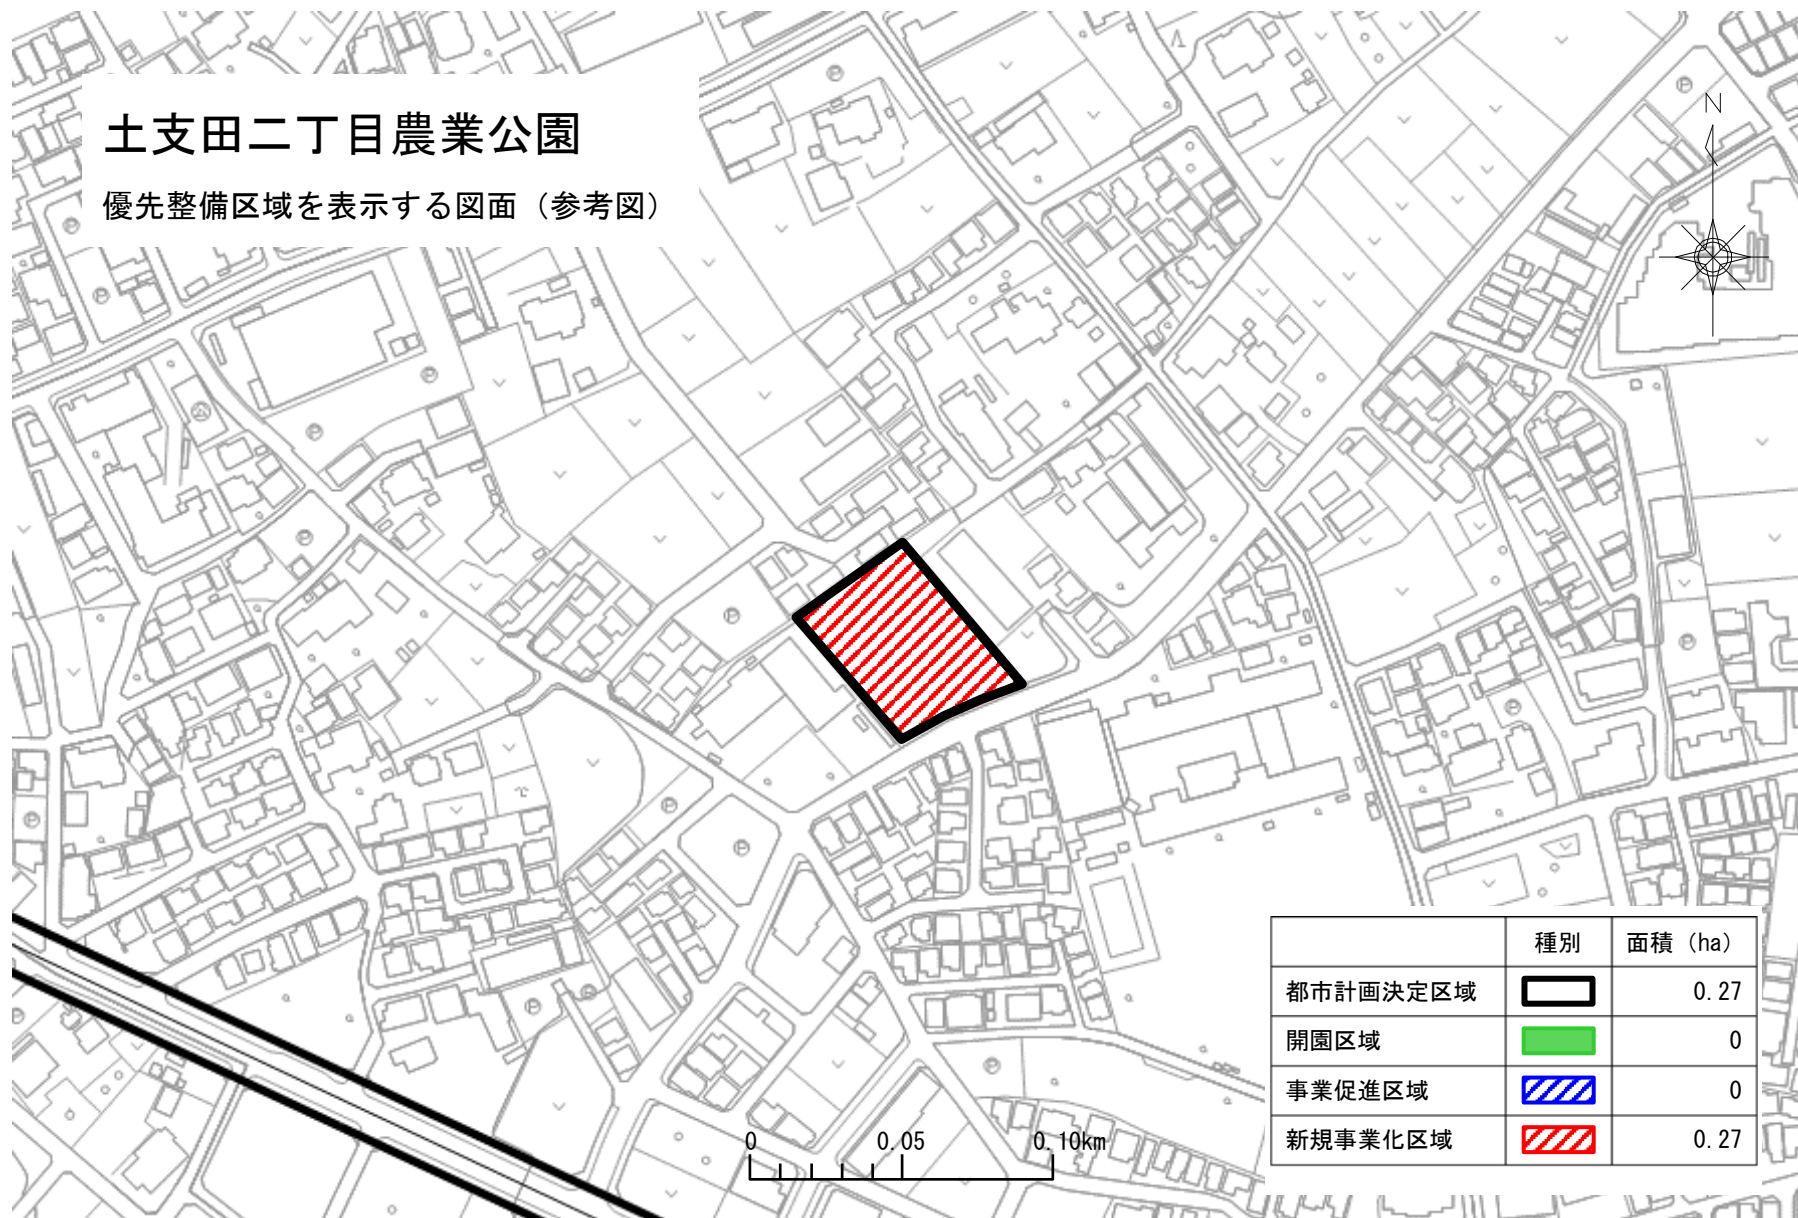 土支田二丁目農業公園
優先整備区域を表示する図面（参考図）
N
種別 面積（ha）
都市計画決定区域 0.27
開園区域 0
事業促進区域 0
新規事業化区域 0.27
0 0.05 0.10km